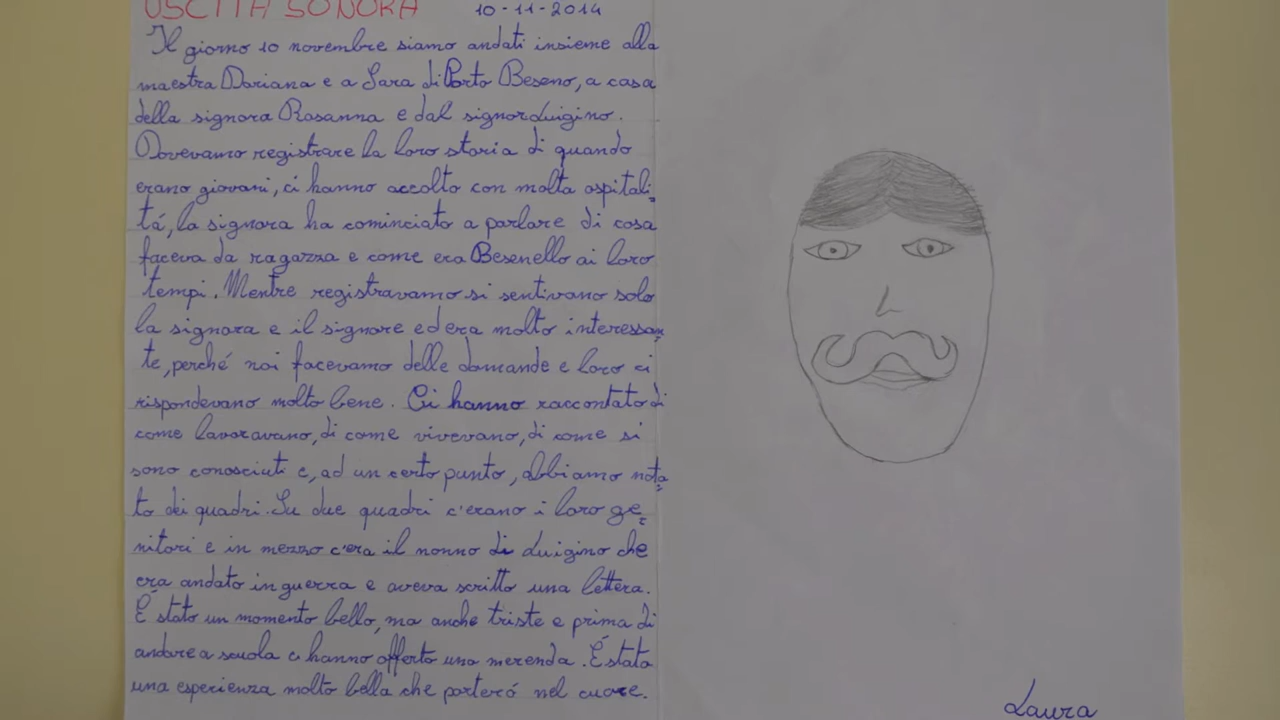 USCITA SONORA 10-11-2014
Il giorno 10 novembre siamo andati insieme alla
maestra Doriana e a Sara di Porto Beseno, a casa
della signora Rosanna e dal signor Luigino.
Dovevamo registrare la loro storia di quando
erano giovani, ci hanno accolto con molta ospitali-
tá, la signora ha cominciato a parlare di cosa
faceva da ragazza e come era Besenello ai loro
tempi. Mentre registravamo si sentivano solo
la signora e il signore ed era molto interessan
te, perché noi facevamo delle domande e loro ci
rispondevano molto bene. Ci hanno raccontato di
come lavoravano, di come vivevano, di come si
sono conosciuti e, ad un certo punto, abbiamo nota=
to dei quadri. Su due quadri c'erano i loro ge=
nitori e in mezzo c'era il nonno di Luigino che
era andato in guerra e aveva scritto una lettera.
É stato un momento bello, ma anche triste e prima di
andare a scuola ci hanno offerto una merenda. É stata
una esperienza molto bella che porteró nel cuore.
Laura